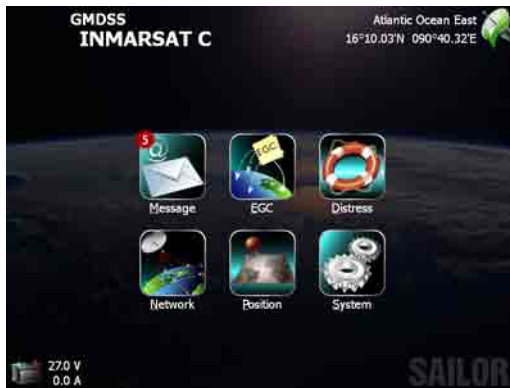 GMDSS
INMARSAT C
Atlantic Ocean East
16°10.03'N 090°40.32'E
5
@
EGC
Message
EGC
Distress
Network
Position
System
27.0 V
0.0 A
SAILOR